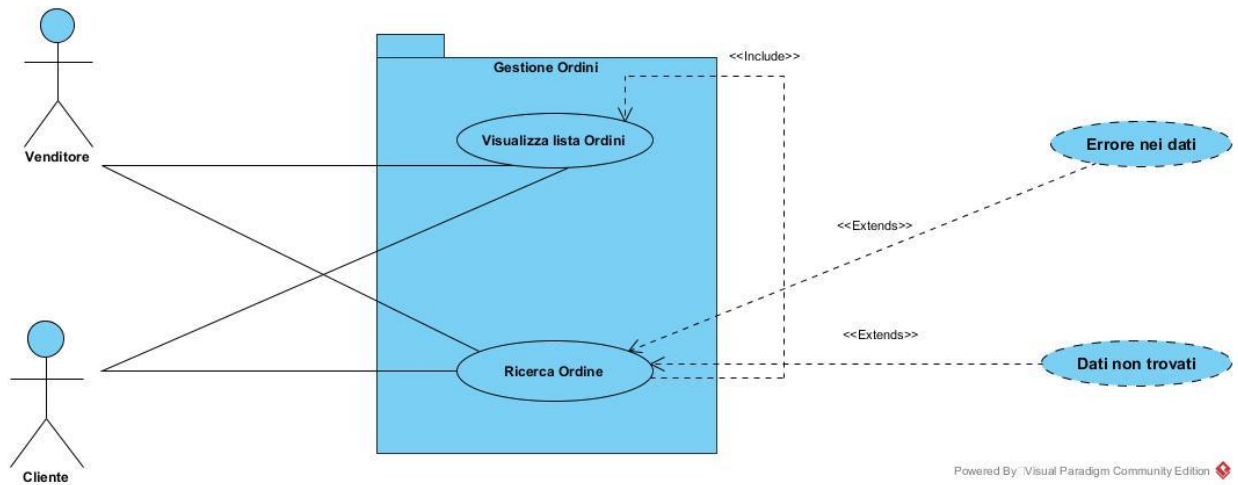 <<Include>>
Gestione Ordini
Visualizza lista Ordini
Errore nei dati
Venditore
<<Extends>>
<<Extends>>
Ricerca Ordine
Dati non trovati
Cliente
Powered By Visual Paradigm Community Edition